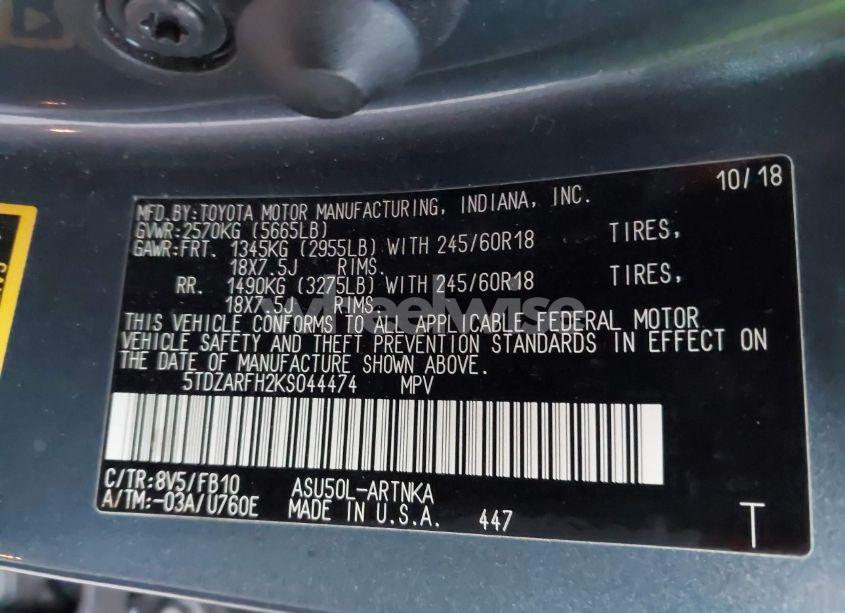 10/18
MFD.BY:TOYOTA MOTOR MANUFACTURING, INDIANA, INC.
GVWR:2570KG (5665LB)
GAWR:FRT. 1345KG (2955LB) WITH 245/60R18 TIRES,
18X7.5J RIMS.
RR. 1490KG (3275LB) WITH 245/60R18 TIRES,
18X7.5J RIMS.
wheelwise
THIS VEHICLE CONFORMS TO ALL APPLICABLE FEDERAL MOTOR
VEHICLE SAFETY AND THEFT PREVENTION STANDARDS IN EFFECT ON
THE DATE OF MANUFACTURE SHOWN ABOVE.
5TDZARFH2KS044474 MPV
C/TR:8V5/FB10 ASU50L-ARTNKA
A/TM:-03A/U760E MADE IN U.S.A. 447
T